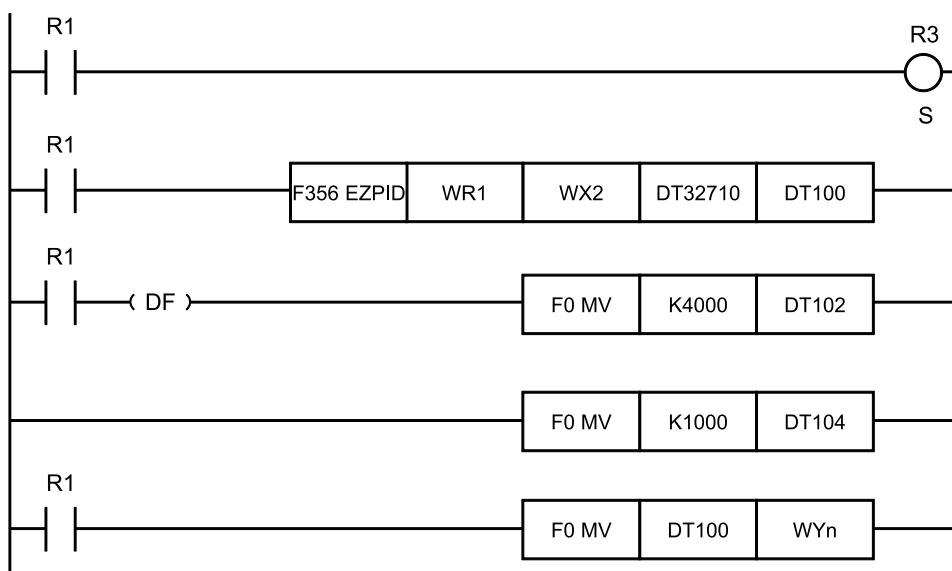 R1
R3
S
R1
F356 EZPID WR1 WX2 DT32710 DT100
R1
( DF ) F0 MV K4000 DT102
F0 MV K1000 DT104
R1
F0 MV DT100 WYn